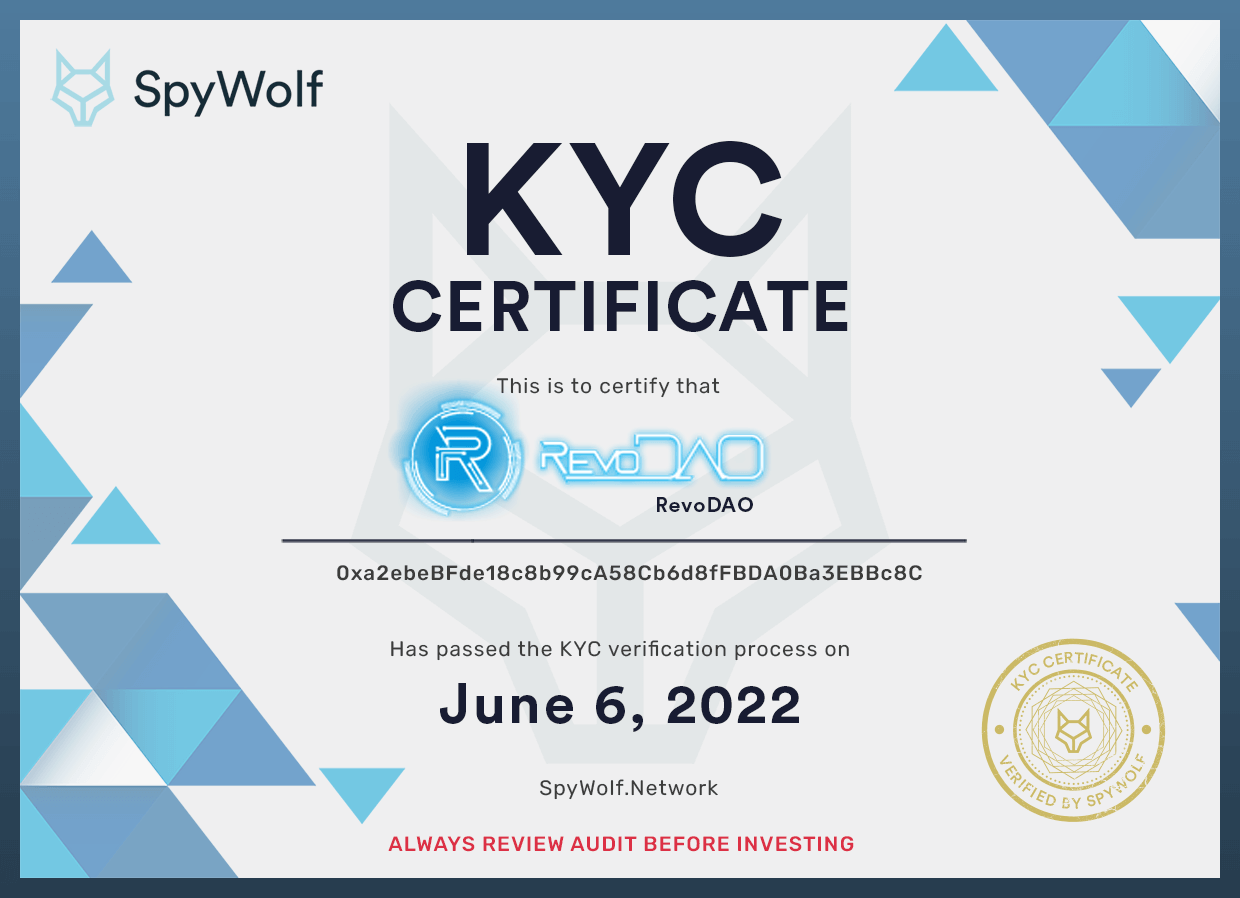 SpyWolf
KYC
CERTIFICATE
This is to certify that
R REVODAO
RevoDAO
0xa2ebeBFde18c8b99cA58Cb6d8fFBDA0Ba3EBBc8C
Has passed the KYC verification process on
June 6, 2022
SpyWolf.Network
ALWAYS REVIEW AUDIT BEFORE INVESTING
KYC CERTIFICATE
VERIFIED BY SPYWOLF